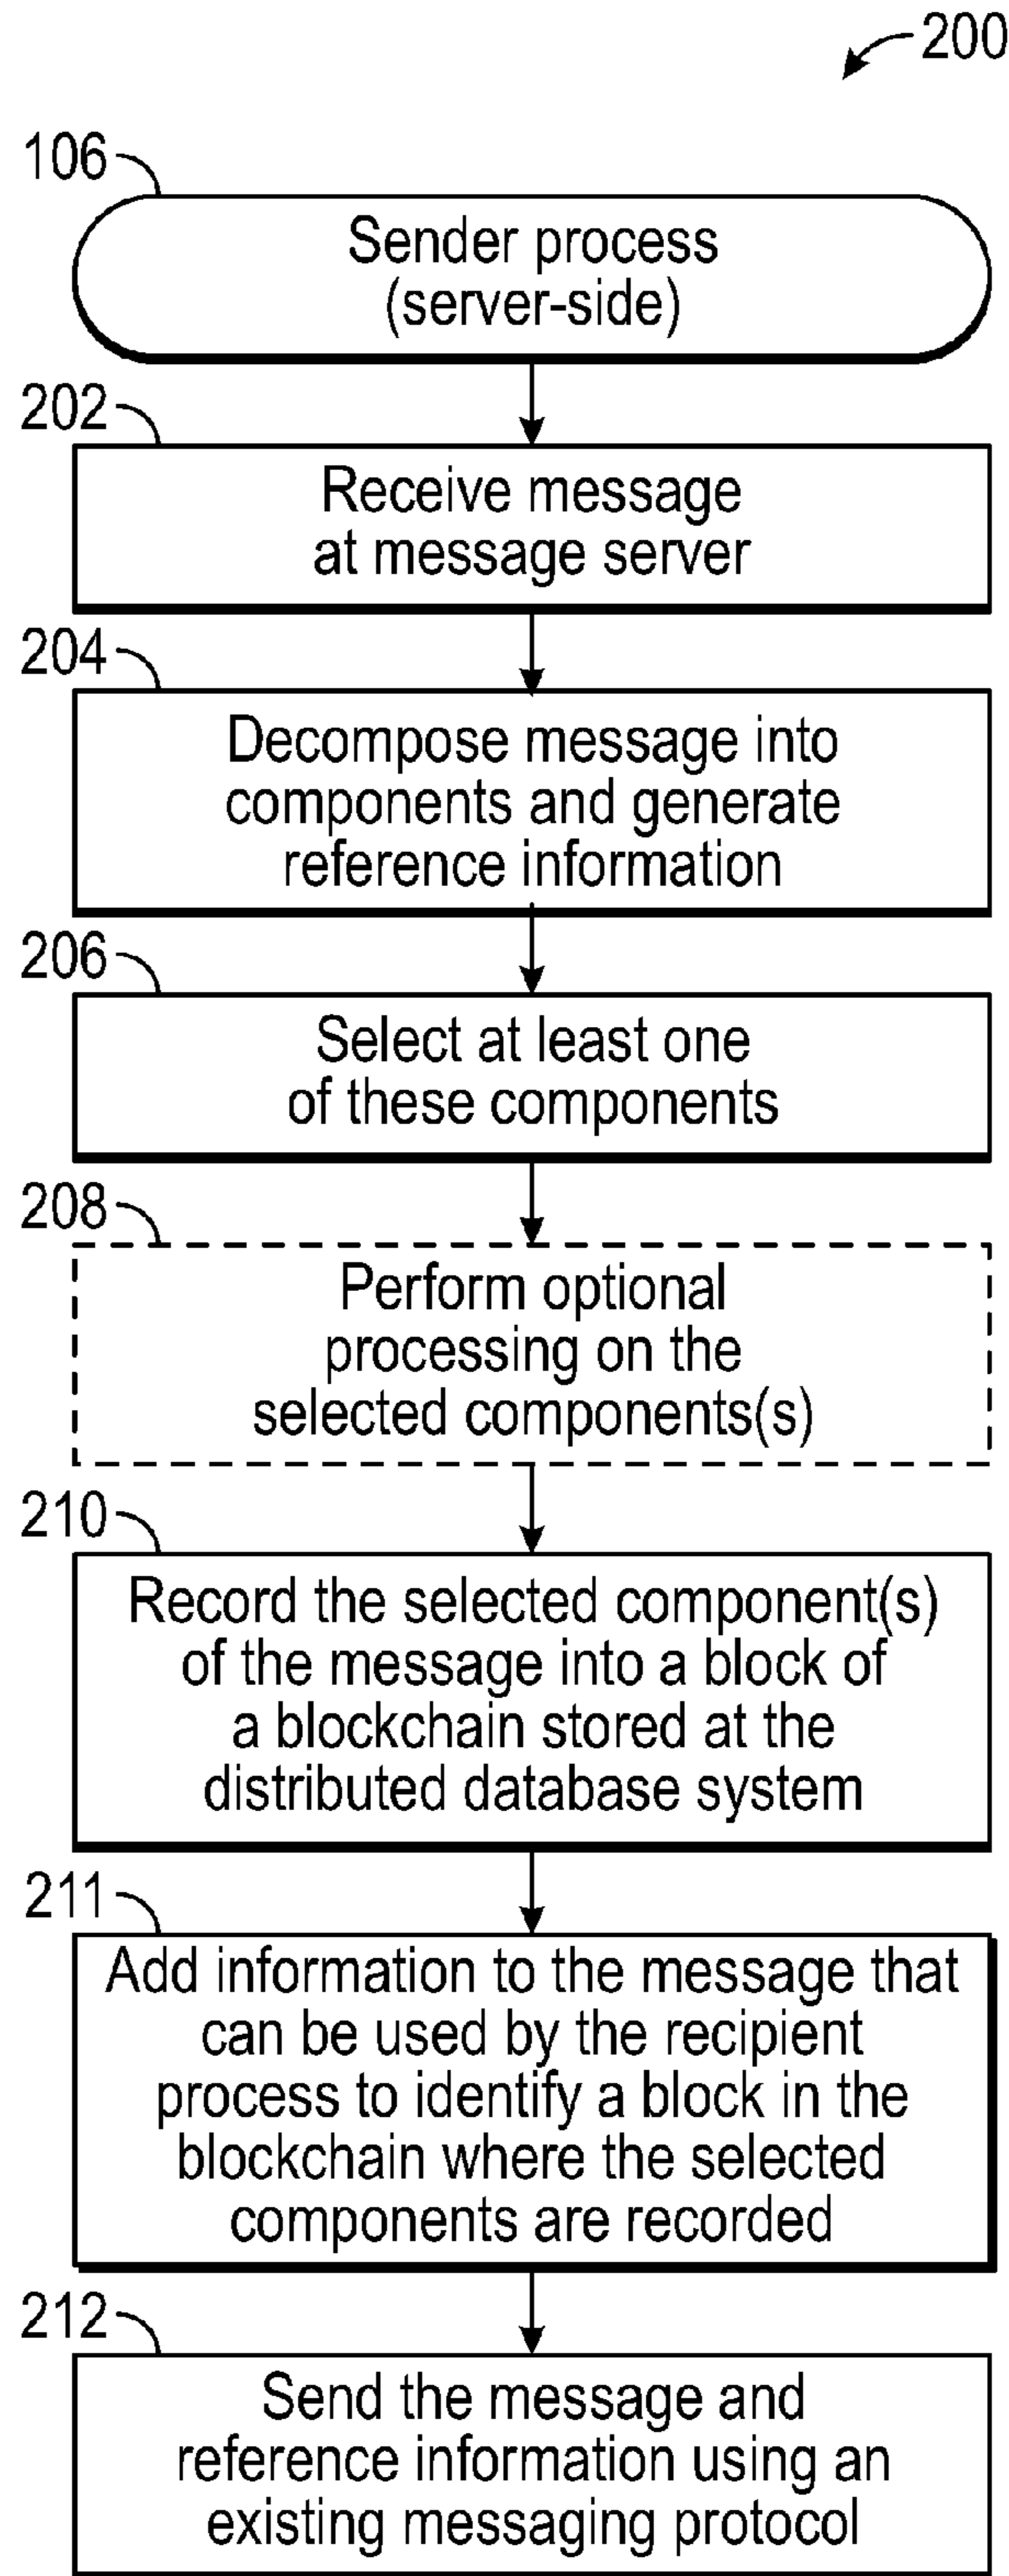 200
106
Sender process
(server-side)
202
Receive message
at message server
204
Decompose message into
components and generate
reference information
206
Select at least one
of these components
208
Perform optional
processing on the
selected components(s)
210
Record the selected component(s)
of the message into a block of
a blockchain stored at the
distributed database system
211
Add information to the message that
can be used by the recipient
process to identify a block in the
blockchain where the selected
components are recorded
212
Send the message and
reference information using an
existing messaging protocol